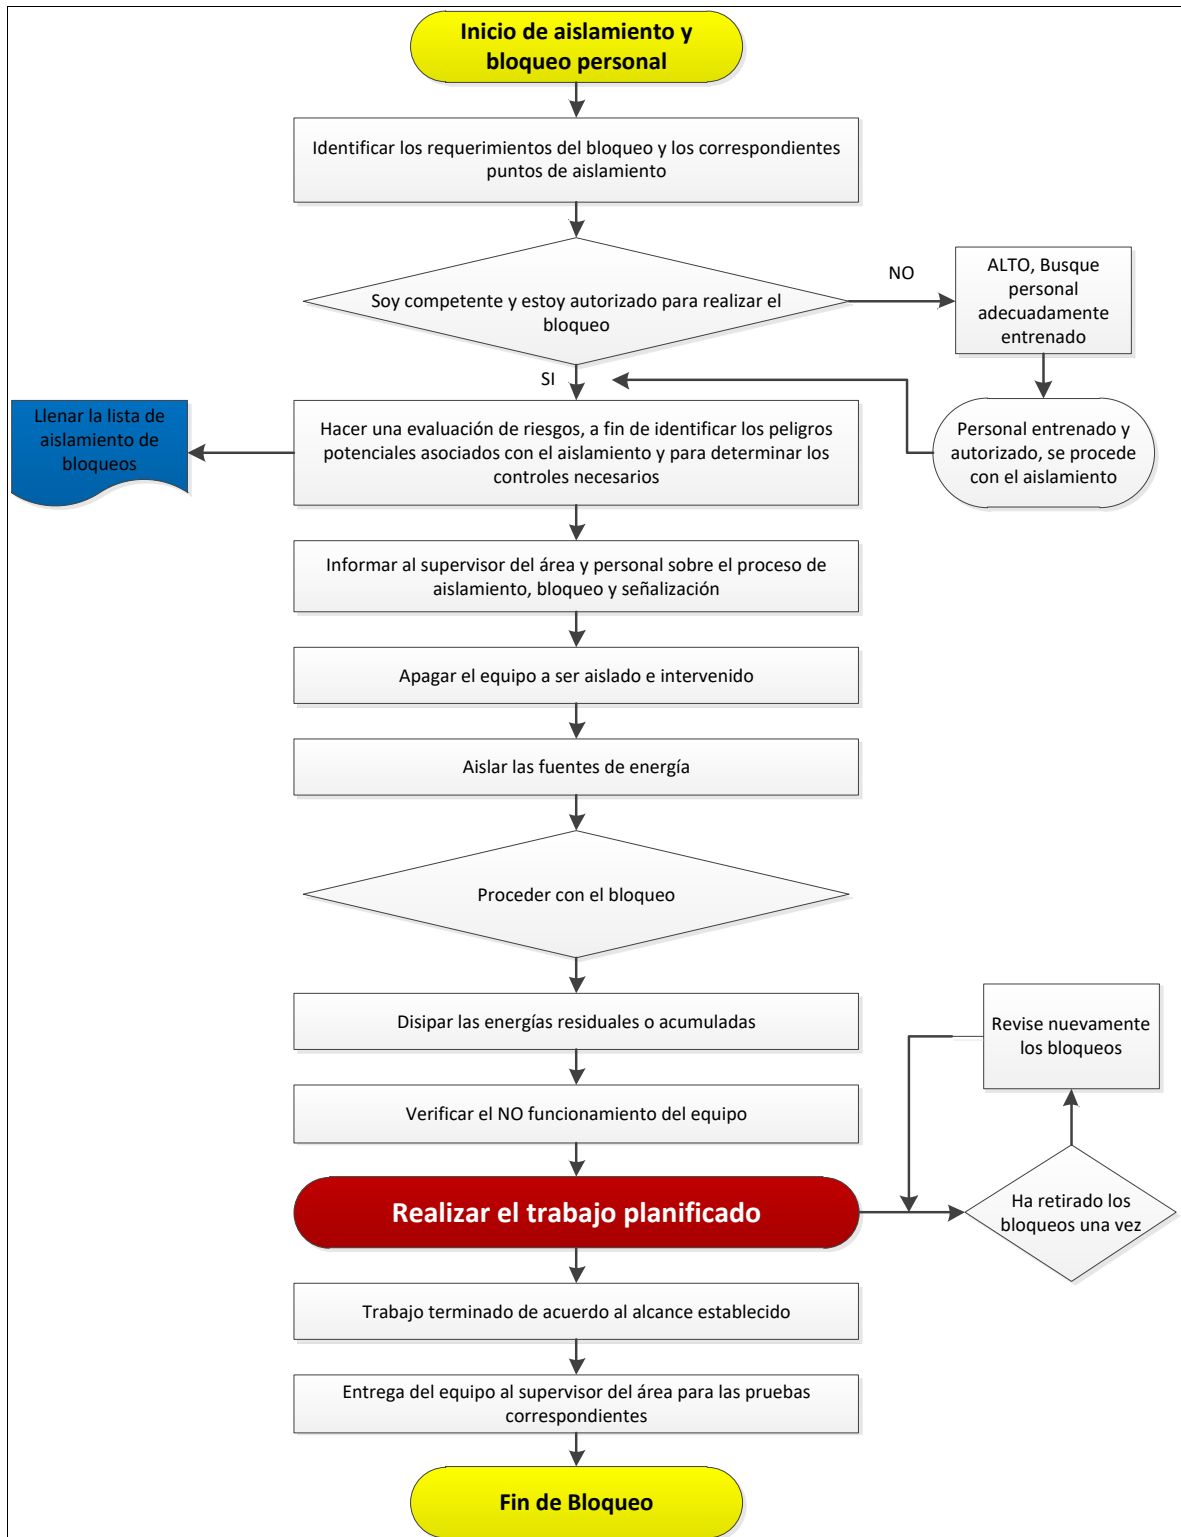 Inicio de aislamiento y
bloqueo personal
Identificar los requerimientos del bloqueo y los correspondientes
puntos de aislamiento
Soy competente y estoy autorizado para realizar el
bloqueo
NO
ALTO, Busque
personal
adecuadamente
entrenado
SI
Personal entrenado y
autorizado, se procede
con el aislamiento
Hacer una evaluación de riesgos, a fin de identificar los peligros
potenciales asociados con el aislamiento y para determinar los
controles necesarios
Llenar la lista de
aislamiento de
bloqueos
Informar al supervisor del área y personal sobre el proceso de
aislamiento, bloqueo y señalización
Apagar el equipo a ser aislado e intervenido
Aislar las fuentes de energía
Proceder con el bloqueo
Disipar las energías residuales o acumuladas
Verificar el NO funcionamiento del equipo
Realizar el trabajo planificado
Revise nuevamente
los bloqueos
Ha retirado los
bloqueos una vez
Trabajo terminado de acuerdo al alcance establecido
Entrega del equipo al supervisor del área para las pruebas
correspondientes
Fin de Bloqueo